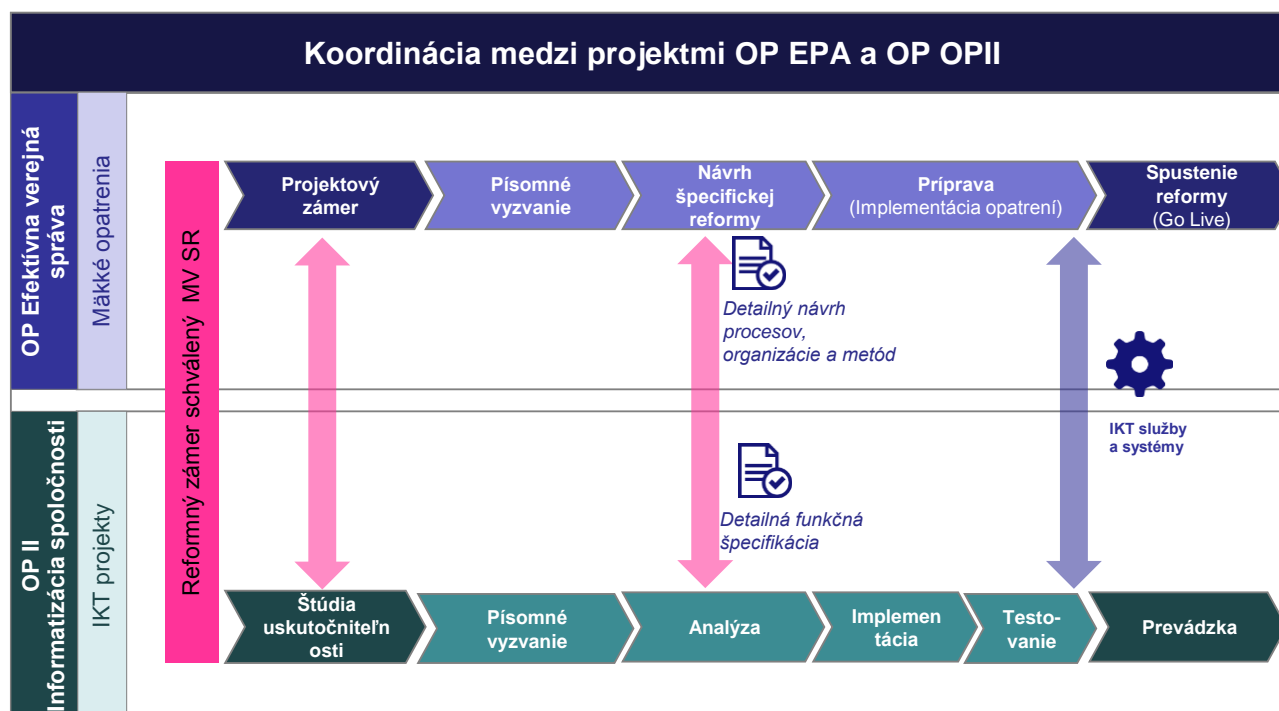 Koordinácia medzi projektmi OP EPA a OP OPII
OP Efektívna verejná
správa
Mäkké opatrenia
Reformný zámer schválený MV SR
Projektový
zámer
Písomné
vyzvanie
Návrh
špecifickej
reformy
Príprava
(Implementácia opatrení)
Spustenie
reformy
(Go Live)
Detailný návrh
procesov,
organizácie a metód
IKT služby
a systémy
OP II
Informatizácia spoločnosti
IKT projekty
Detailná funkčná
špecifikácia
Štúdia
uskutočniteľn
osti
Písomné
vyzvanie
Analýza
Implemen
tácia
Testo-
vanie
Prevádzka